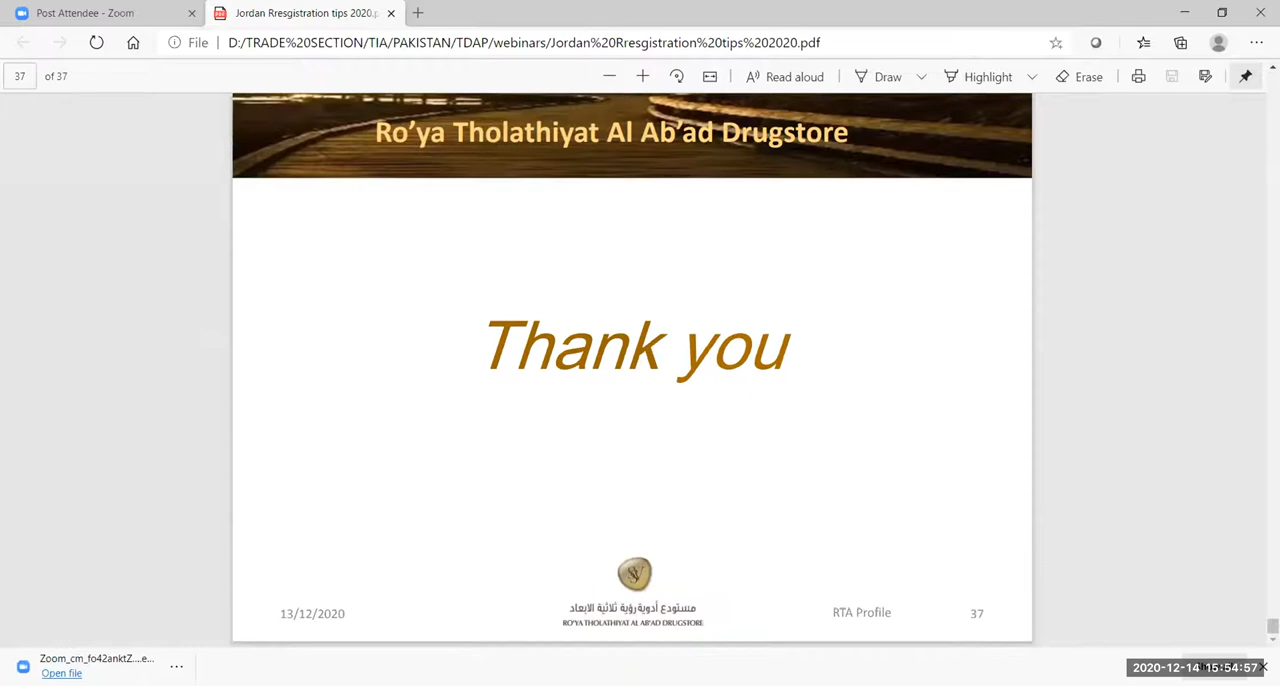 Post Attendee - Zoom
Jordan Rresgistration tips 2020.p
File
D:/TRADE%20SECTION/TIA/PAKISTAN/TDAP/webinars/Jordan%20Rresgistration%20tips%202020.pdf
37 of 37
Read aloud
Draw
Highlight
Erase
Ro'ya Tholathiyat Al Ab'ad Drugstore
Thank you
مستودع أدوية رؤية ثلاثية الابعاد
RO'YA THOLATHIYAT AL AB'AD DRUGSTORE
13/12/2020
RTA Profile
37
Zoom_cm_fo42anktZ....e...
Open file
2020-12-14 15:54:57